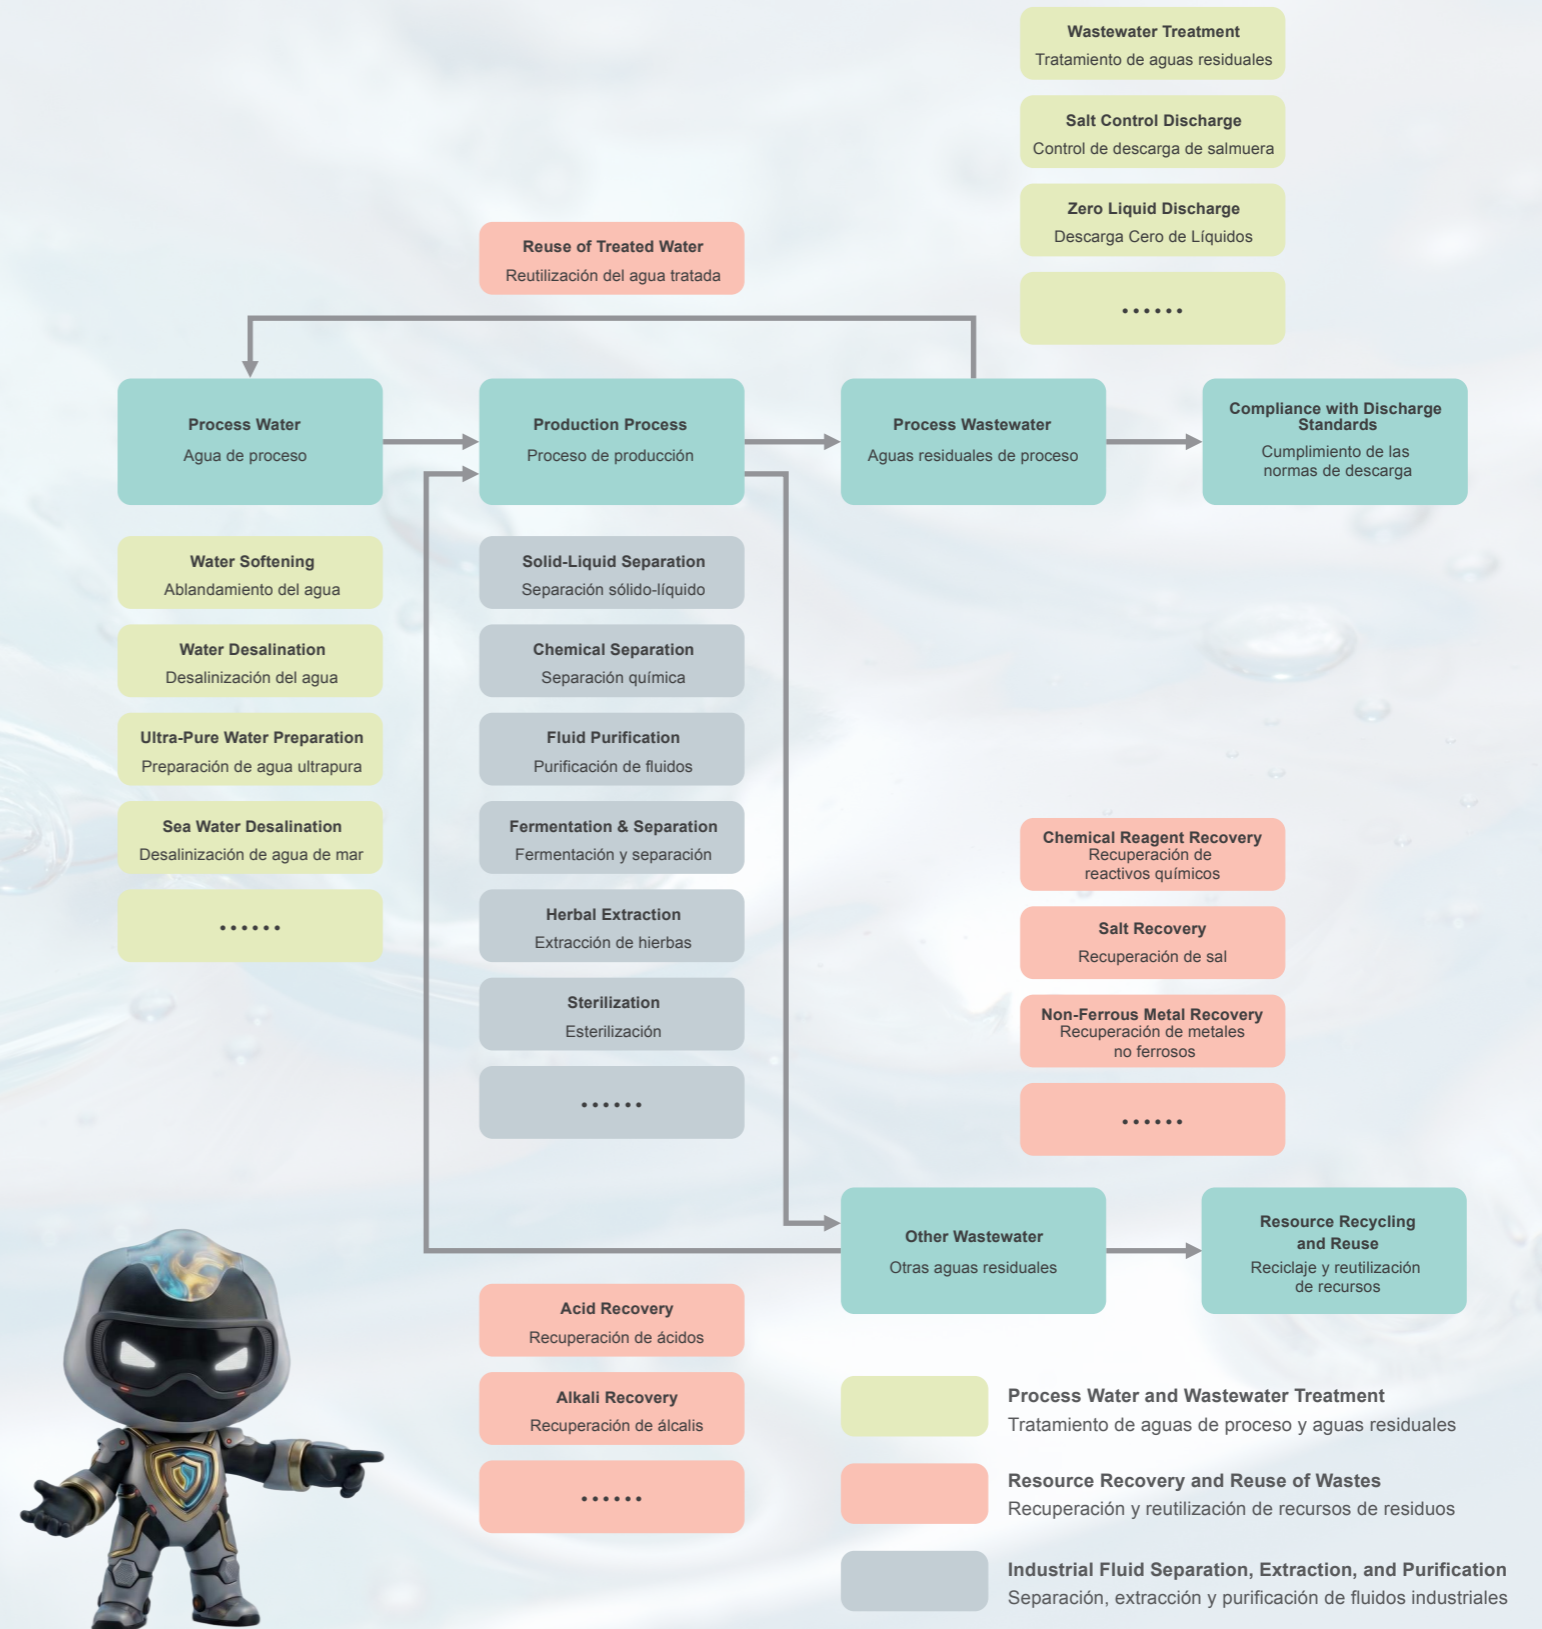 Wastewater Treatment
Tratamiento de aguas residuales
Salt Control Discharge
Control de descarga de salmuera
Zero Liquid Discharge
Descarga Cero de Líquidos
......
Reuse of Treated Water
Reutilización del agua tratada
Process Water
Agua de proceso
Production Process
Proceso de producción
Process Wastewater
Aguas residuales de proceso
Compliance with Discharge
Standards
Cumplimiento de las
normas de descarga
Water Softening
Ablandamiento del agua
Water Desalination
Desalinización del agua
Ultra-Pure Water Preparation
Preparación de agua ultrapura
Sea Water Desalination
Desalinización de agua de mar
......
Solid-Liquid Separation
Separación sólido-líquido
Chemical Separation
Separación química
Fluid Purification
Purificación de fluidos
Fermentation & Separation
Fermentación y separación
Herbal Extraction
Extracción de hierbas
Sterilization
Esterilización
......
Chemical Reagent Recovery
Recuperación de
reactivos químicos
Salt Recovery
Recuperación de sal
Non-Ferrous Metal Recovery
Recuperación de metales
no ferrosos
......
Other Wastewater
Otras aguas residuales
Resource Recycling
and Reuse
Reciclaje y reutilización
de recursos
Acid Recovery
Recuperación de ácidos
Alkali Recovery
Recuperación de álcalis
......
Process Water and Wastewater Treatment
Tratamiento de aguas de proceso y aguas residuales
Resource Recovery and Reuse of Wastes
Recuperación y reutilización de recursos de residuos
Industrial Fluid Separation, Extraction, and Purification
Separación, extracción y purificación de fluidos industriales